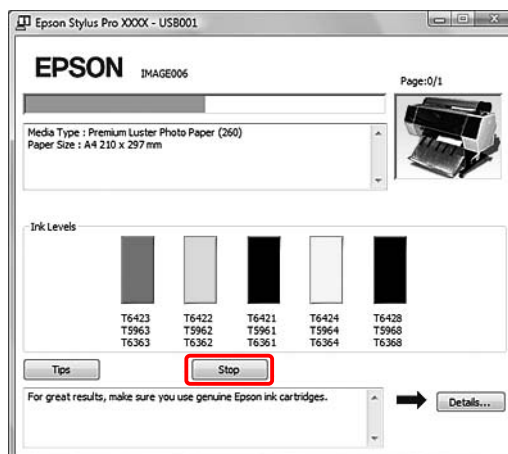 Epson Stylus Pro XXXX - USB001
EPSON IMAGE006
Page:0/1
Media Type : Premium Luster Photo Paper (260)
Paper Size : A4 210 x 297 mm
Ink Levels
T6423 T6422 T6421 T6424 T6428
T5963 T5962 T5961 T5964 T5968
T6363 T6362 T6361 T6364 T6368
Tips Stop
For great results, make sure you use genuine Epson ink cartridges.
Details...